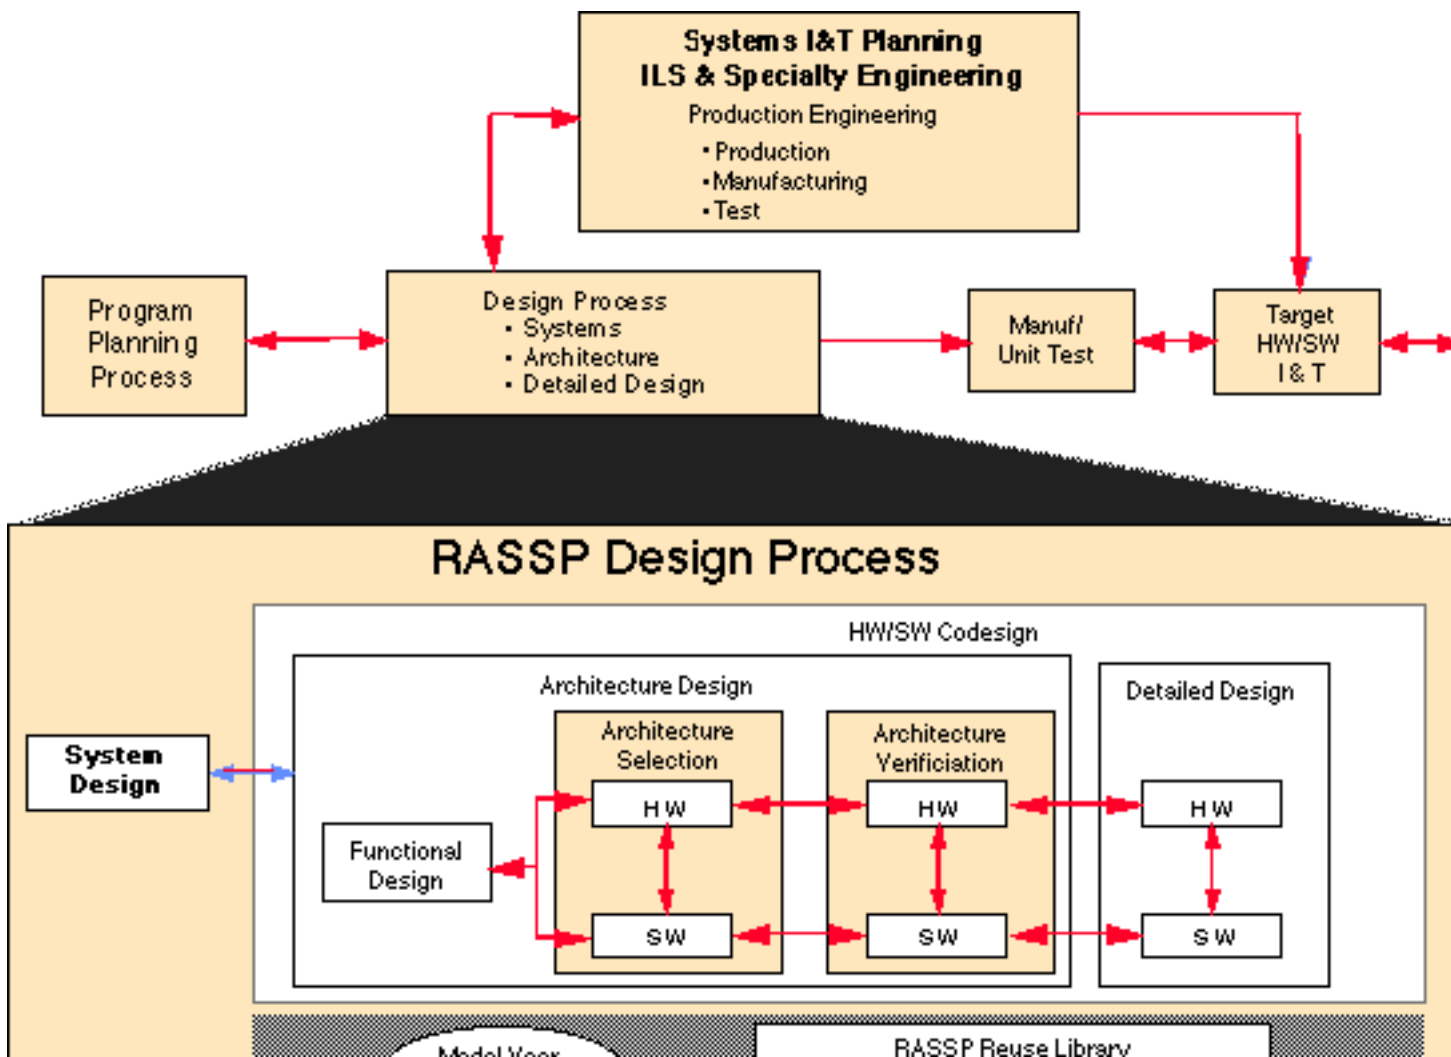 Systems I&T Planning
ILS & Specialty Engineering
Production Engineering
• Production
• Manufacturing
• Test
Program
Planning
Process
Design Process
• Systems
• Architecture
• Detailed Design
Manuf/
Unit Test
Target
HW/SW
I & T
RASSP Design Process
HW/SW Codesign
Architecture Design
Detailed Design
System
Design
Architecture
Selection
Architecture
Verificiation
HW
HW
HW
Functional
Design
SW
SW
SW
Model Year
RASSP Reuse Library